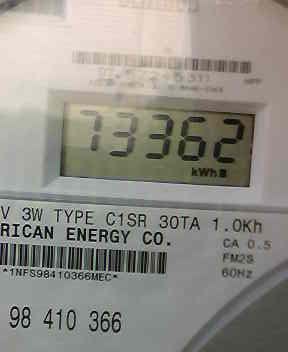 73362
kWh
V 3W TYPE C1SR 30TA 1.0Kh
RICAN ENERGY CO.
CA 0.5
FM2S
60Hz
*1NFS98410366MEC*
98 410 366